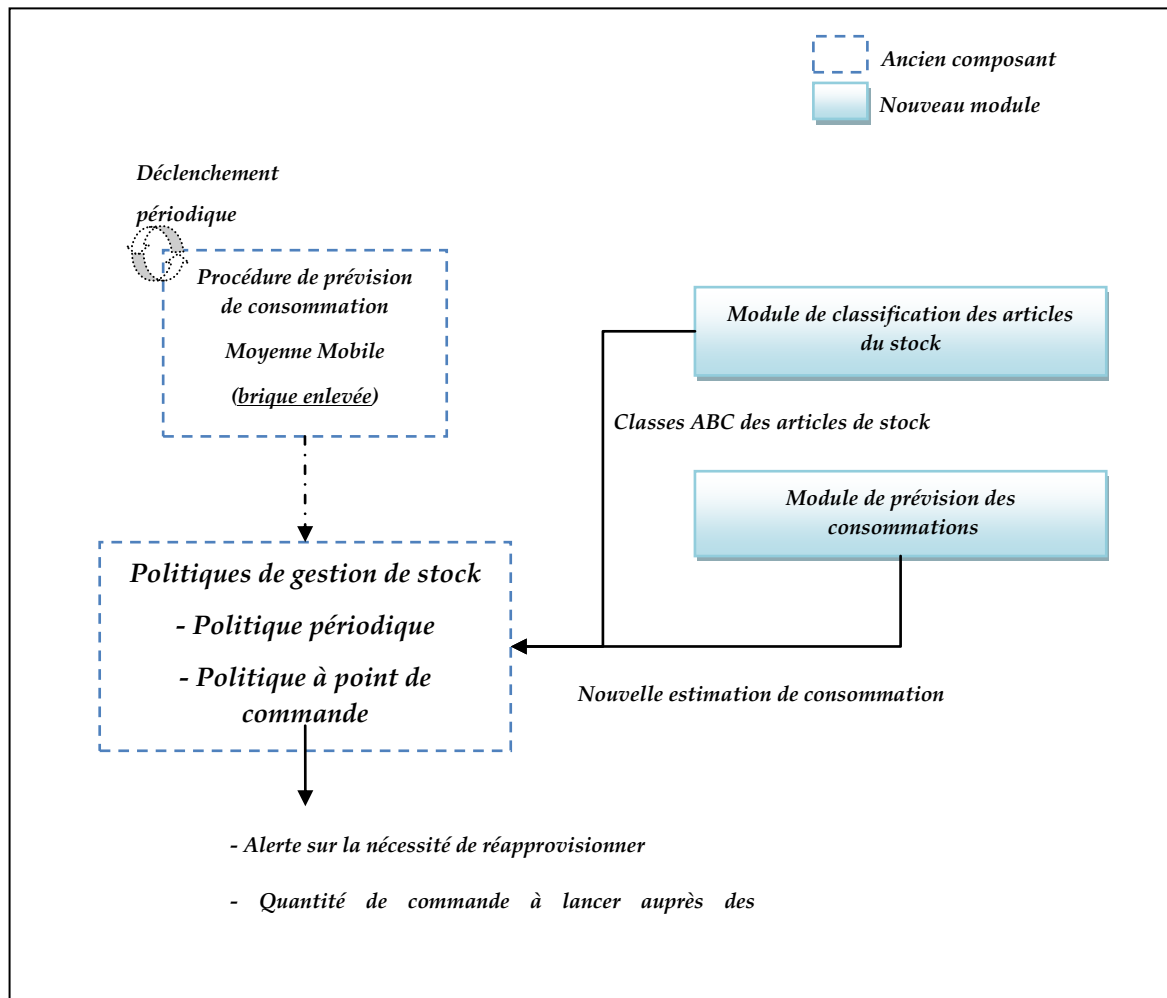 Ancien composant
Nouveau module
Déclenchement
périodique
Procédure de prévision
de consommation
Moyenne Mobile
(brique enlevée)
Module de classification des articles
du stock
Classes ABC des articles de stock
Module de prévision des
consommations
Politiques de gestion de stock
- Politique périodique
- Politique à point de
commande
Nouvelle estimation de consommation
- Alerte sur la nécessité de réapprovisionner
- Quantité de commande à lancer auprès des